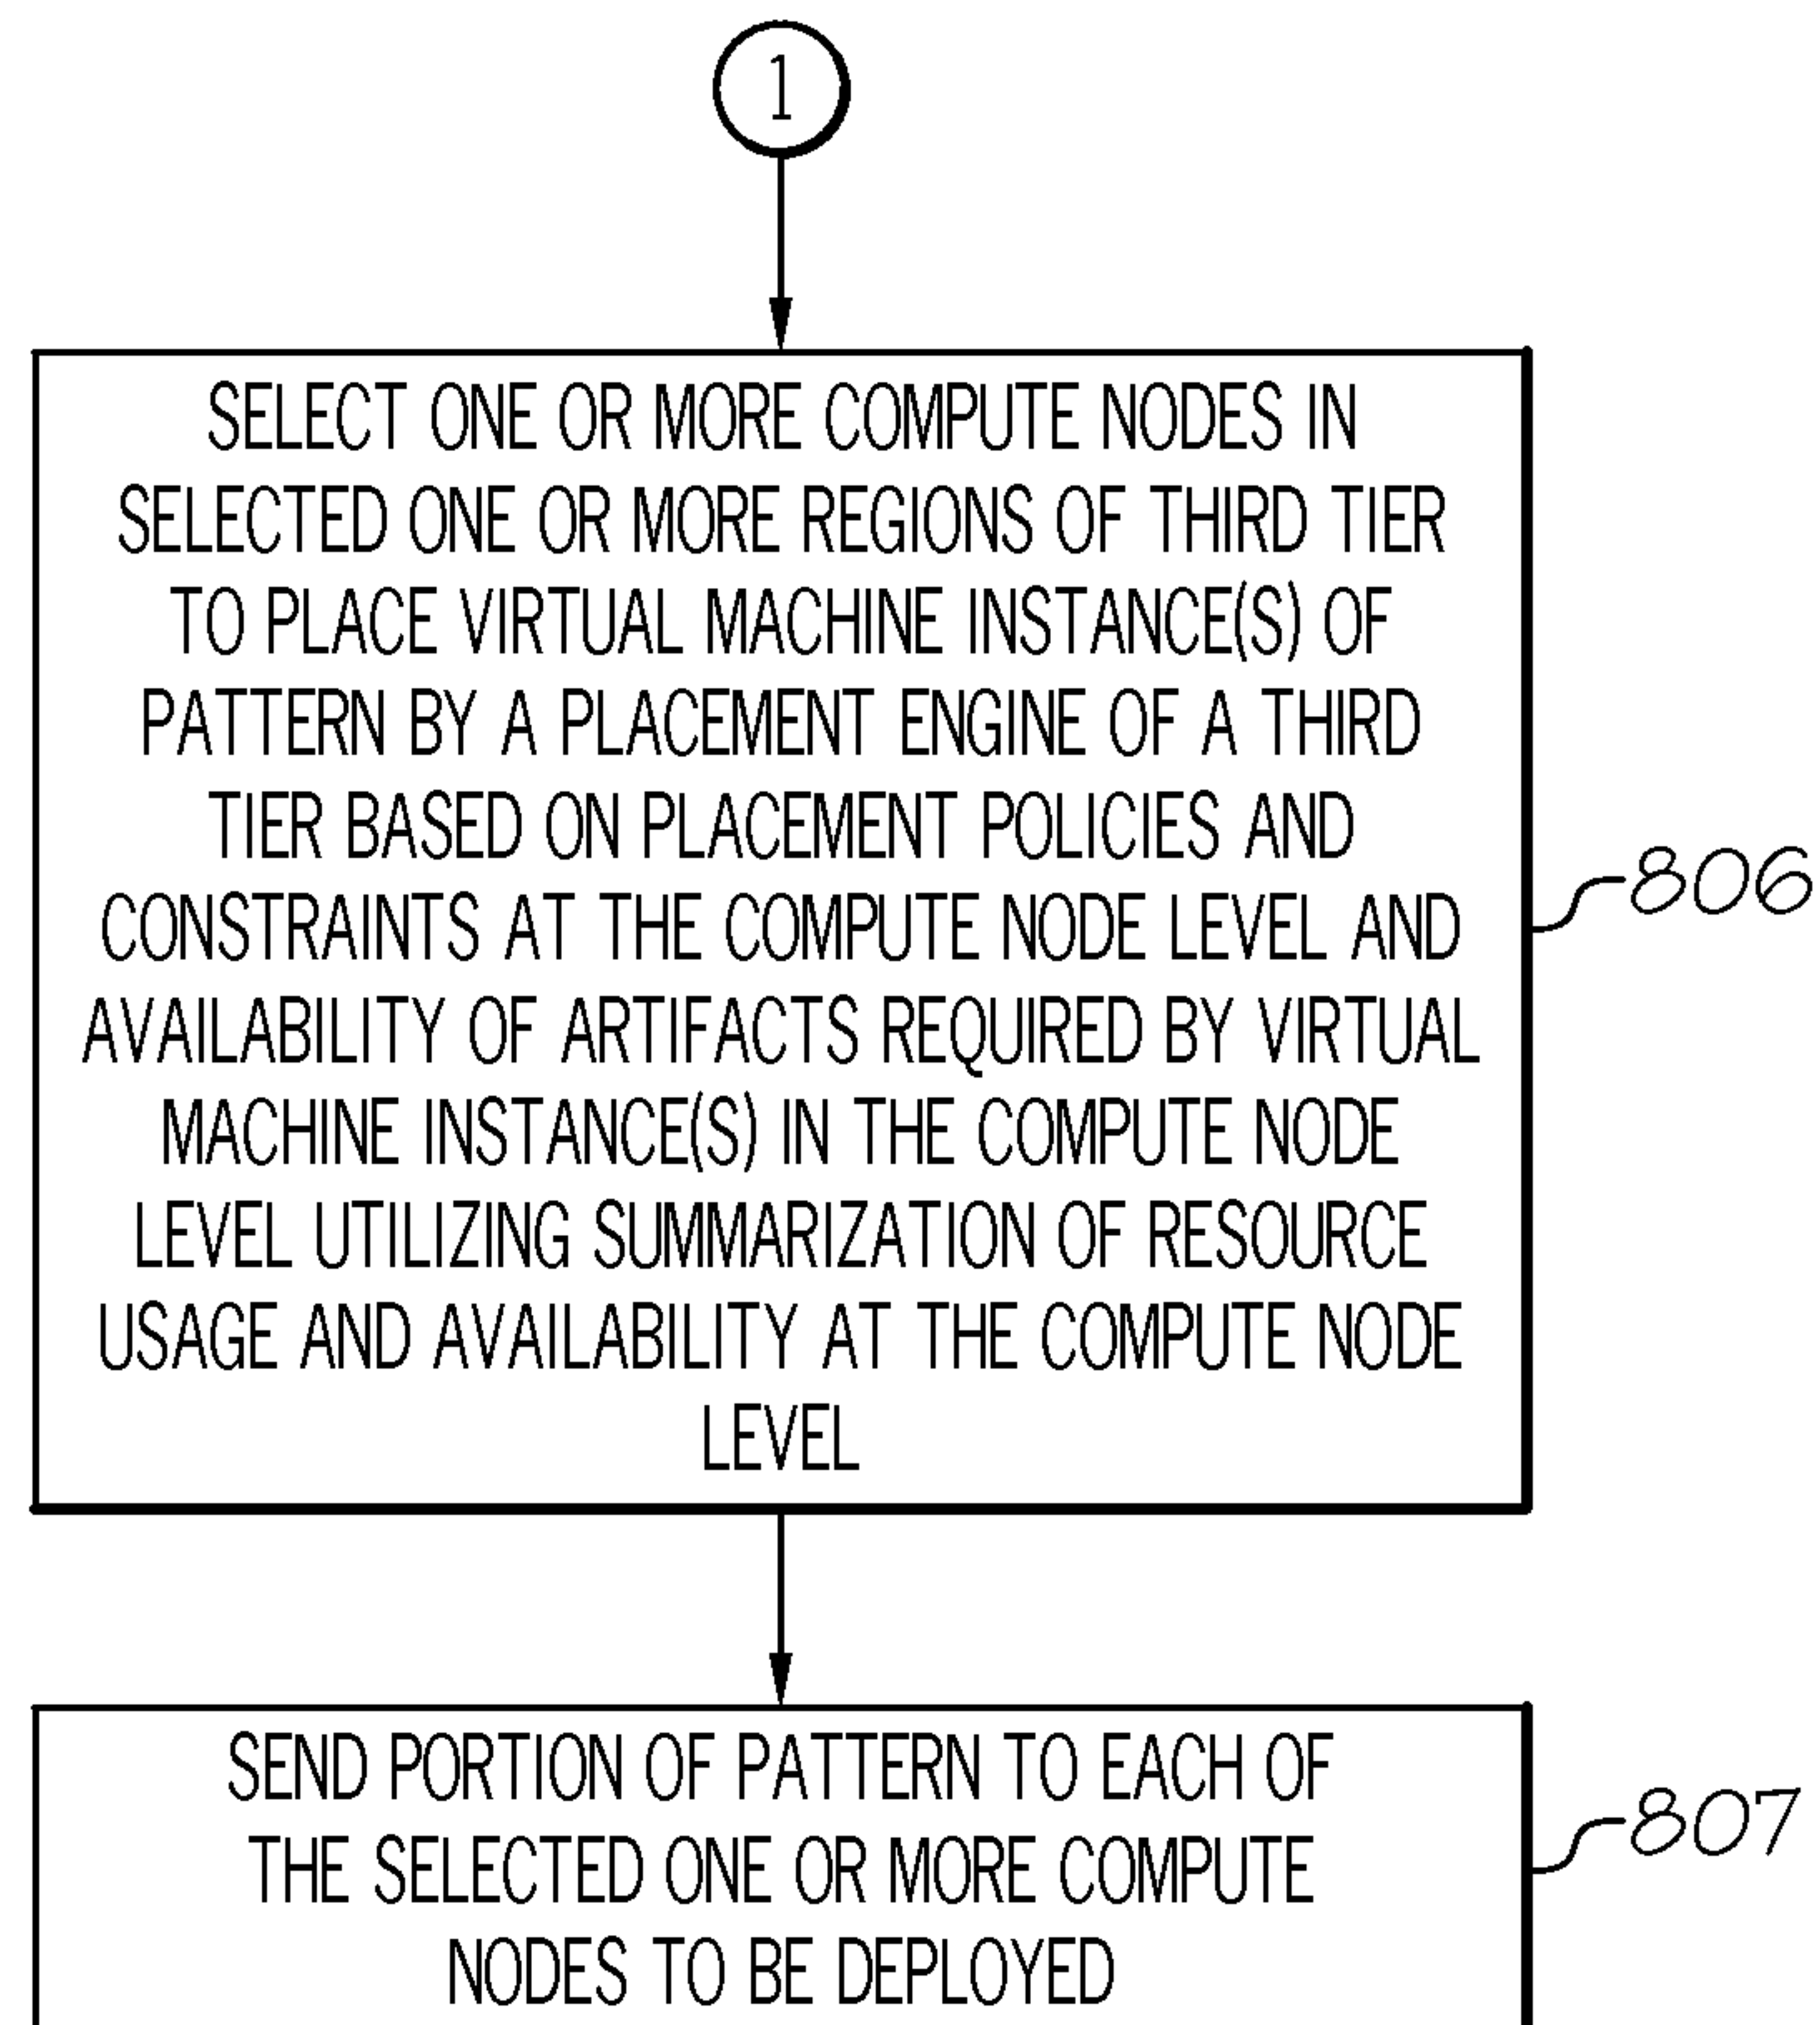 1
SELECT ONE OR MORE COMPUTE NODES IN
SELECTED ONE OR MORE REGIONS OF THIRD TIER
TO PLACE VIRTUAL MACHINE INSTANCE(S) OF
PATTERN BY A PLACEMENT ENGINE OF A THIRD
TIER BASED ON PLACEMENT POLICIES AND
CONSTRAINTS AT THE COMPUTE NODE LEVEL AND
AVAILABILITY OF ARTIFACTS REQUIRED BY VIRTUAL
MACHINE INSTANCE(S) IN THE COMPUTE NODE
LEVEL UTILIZING SUMMARIZATION OF RESOURCE
USAGE AND AVAILABILITY AT THE COMPUTE NODE
LEVEL
806
SEND PORTION OF PATTERN TO EACH OF
THE SELECTED ONE OR MORE COMPUTE
NODES TO BE DEPLOYED
807